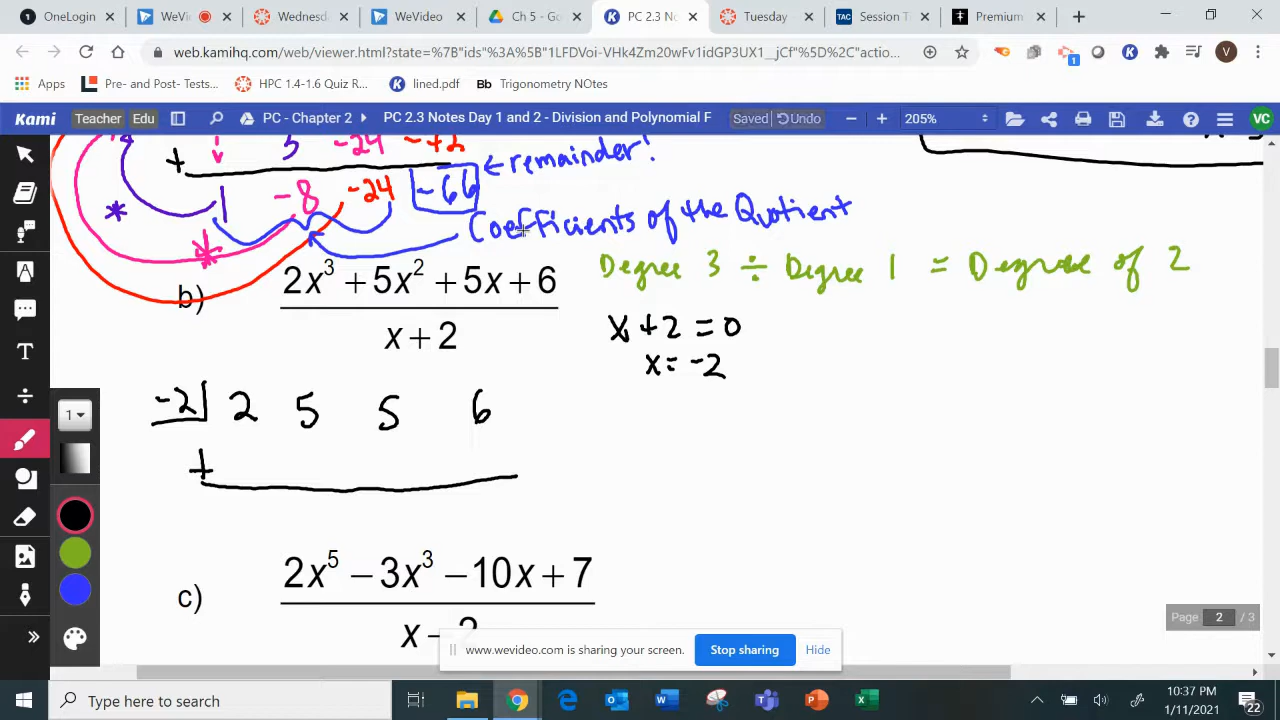 OneLogin
WeVi
WeVideo
Ch 5 - Go
PC 2.3 No
Tuesday
Session T
Premium
web.kamihq.com/web/viewer.html?state=%7B"ids"%3A%5B"1LFDVoi-VHk4Zm20wFv1idGP3UX1_jCf"%5D%2C"actio...
Apps
Pre- and Post- Tests...
HPC 1.4-1.6 Quiz R...
lined.pdf
Bb Trigonometry NOtes
Kami Teacher Edu PC - Chapter 2 PC 2.3 Notes Day 1 and 2 - Division and Polynomial F Saved Undo 205% VC
+ 3 -24
1 -8 -24 -66 ← remainder!
* * Coefficients of the Quotient
b) 2x³ + 5x² + 5x + 6
x + 2
Degree 3 ÷ Degree 1 = Degree of 2
x + 2 = 0
x = -2
-2| 2 5 5 6
+
c) 2x⁵ − 3x³ − 10x + 7
Page 2 / 3
www.wevideo.com is sharing your screen.
Stop sharing
Hide
Type here to search
10:37 PM
1/11/2021
22